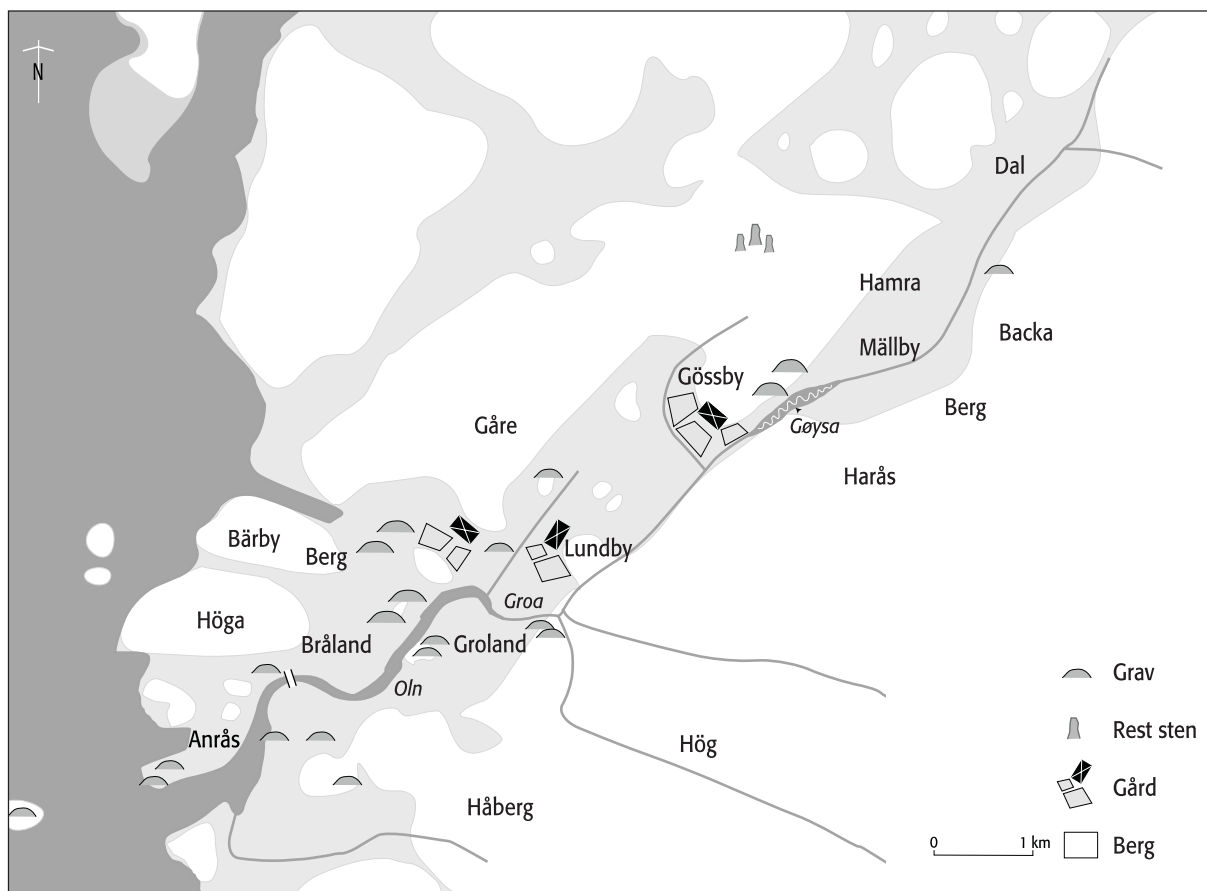 N
Dal
Hamra
Backa
Mällby
Gössby
Berg
Gåre
Gøysa
Harås
Bärby
Berg
Lundby
Groa
Höga
Bråland
Groland
Oln
Anrås
Hög
Håberg
Grav
Rest sten
Gård
0 1 km
Berg